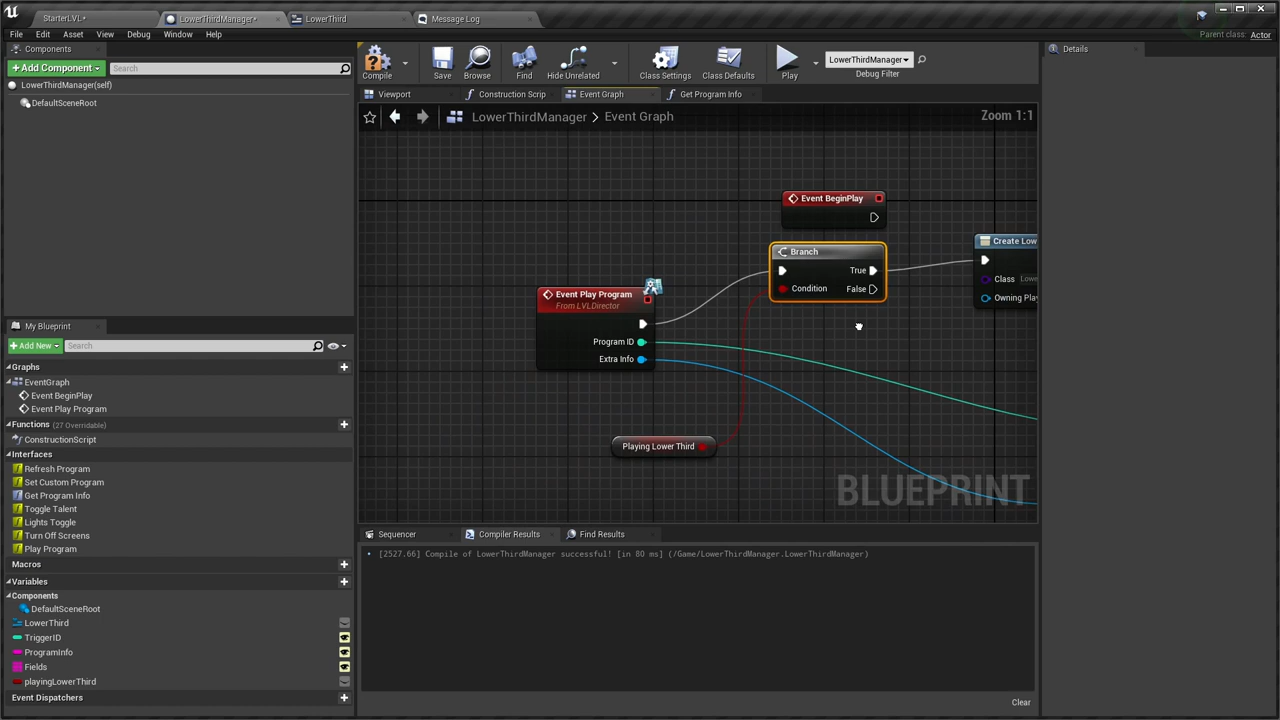 StarterLVL•
LowerThirdManager•
LowerThird
Message Log
File
Edit
Asset
View
Debug
Window
Help
Parent class:
Actor
Components
+ Add Component
Search
LowerThirdManager(self)
DefaultSceneRoot
Compile
Save
Browse
Find
Hide Unrelated
Class Settings
Class Defaults
Play
LowerThirdManager
Debug Filter
Details
Viewport
Construction Scrip
Event Graph
Get Program Info
LowerThirdManager > Event Graph
Zoom 1:1
Event BeginPlay
Branch
True
Condition
False
Create Low
Class
Lowe
Owning Play
Event Play Program
From LVLDirector
Program ID
Extra Info
Playing Lower Third
BLUEPRINT
My Blueprint
+ Add New
Search
Graphs
EventGraph
Event BeginPlay
Event Play Program
Functions (27 Overridable)
ConstructionScript
Interfaces
Refresh Program
Set Custom Program
Get Program Info
Toggle Talent
Lights Toggle
Turn Off Screens
Play Program
Macros
Variables
Components
DefaultSceneRoot
LowerThird
TriggerID
ProgramInfo
Fields
playingLowerThird
Event Dispatchers
Sequencer
Compiler Results
Find Results
• [2527.66] Compile of LowerThirdManager successful! [in 80 ms] (/Game/LowerThirdManager.LowerThirdManager)
Clear